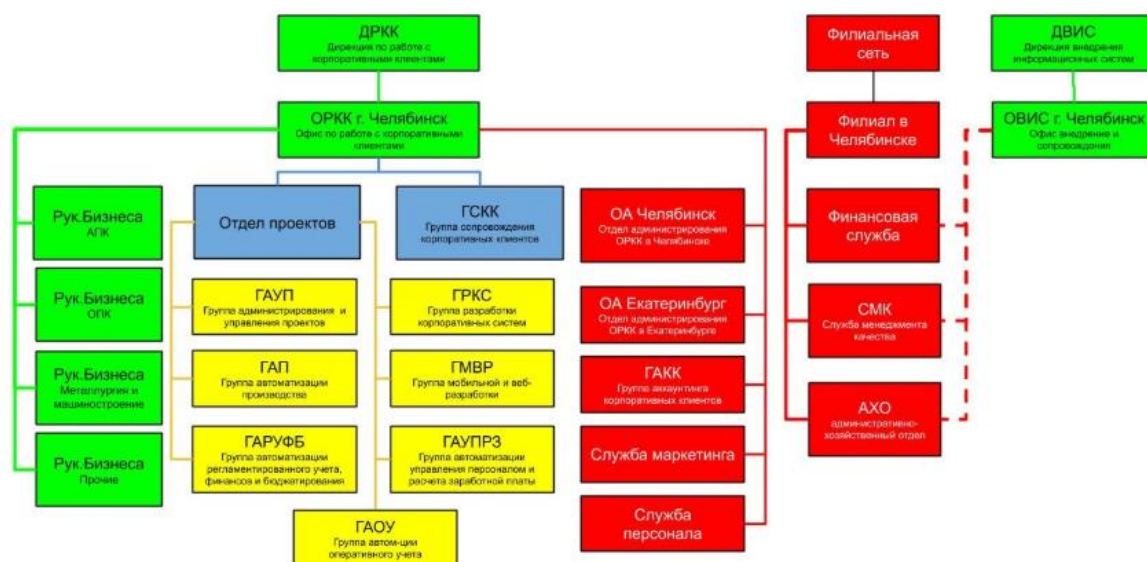 ДРКК
Дирекция по работе с
корпоративными клиентами
Филиальная
сеть
ДВИС
Дирекция внедрения
информационных систем
ОРКК г. Челябинск
Офис по работе с корпоративными
клиентами
Филиал в
Челябинске
ОВИС г. Челябинск
Офис внедрение и
сопровождения
Рук.Бизнеса
АПК
Отдел проектов
ГСКК
Группа сопровождения
корпоративных клиентов
ОА Челябинск
Отдел администрирования
ОРКК в Челябинске
Финансовая
служба
Рук.Бизнеса
ОПК
ГАУП
Группа администрирования и
управления проектов
ГРКС
Группа разработки
корпоративных систем
ОА Екатеринбург
Отдел администрирования
ОРКК в Екатеринбурге
СМК
Служба менеджмента
качества
Рук.Бизнеса
Металлургия и
машиностроение
ГАП
Группа автоматизации
производства
ГМВР
Группа мобильной и веб-
разработки
ГАКК
Группа аккаунтинга
корпоративных клиентов
АХО
административно-
хозяйственный отдел
Рук.Бизнеса
Прочие
ГАРУФБ
Группа автоматизации
регламентированного учета,
финансов и бюджетирования
ГАУПРЗ
Группа автоматизации
управления персоналом и
расчета заработной платы
Служба маркетинга
ГАОУ
Группа автом-ции
оперативного учета
Служба
персонала